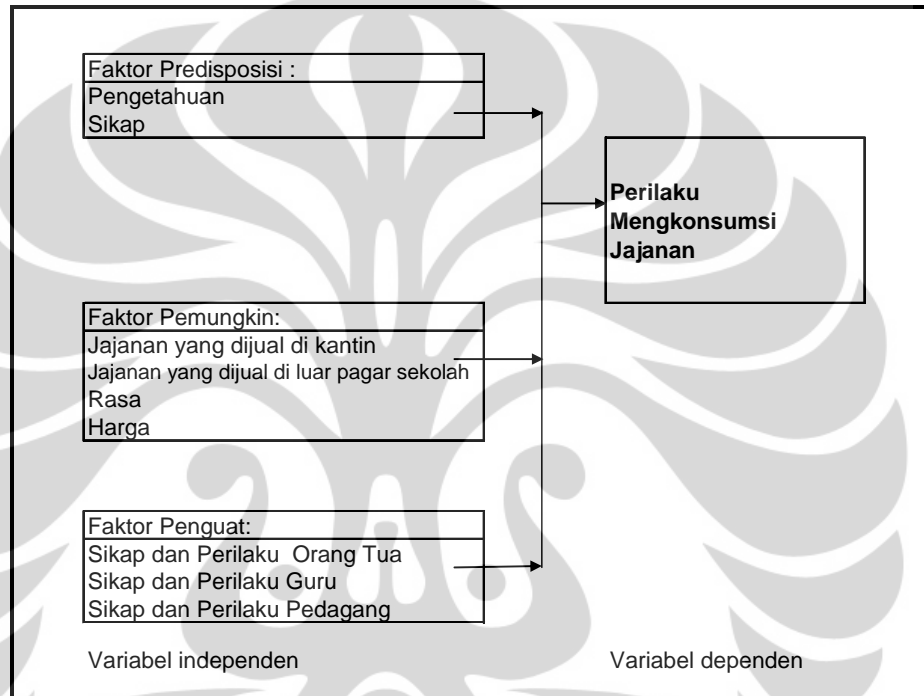 Faktor Predisposisi :
Pengetahuan
Sikap
Perilaku
Mengkonsumsi
Jajanan
Faktor Pemungkin:
Jajanan yang dijual di kantin
Jajanan yang dijual di luar pagar sekolah
Rasa
Harga
Faktor Penguat:
Sikap dan Perilaku Orang Tua
Sikap dan Perilaku Guru
Sikap dan Perilaku Pedagang
Variabel independen
Variabel dependen